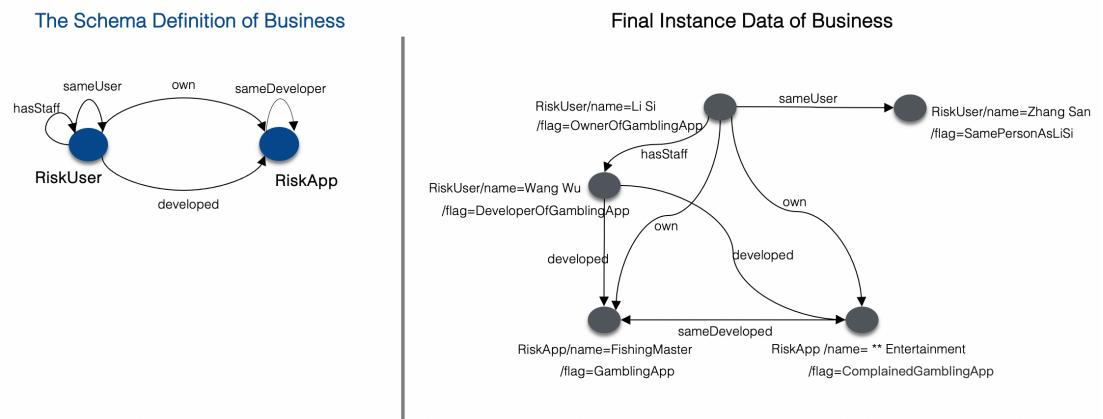 The Schema Definition of Business
sameUser
own
sameDeveloper
hasStaff
RiskUser
RiskApp
developed
Final Instance Data of Business
RiskUser/name=Li Si
/flag=OwnerOfGamblingApp
sameUser
RiskUser/name=Zhang San
/flag=SamePersonAsLiSi
hasStaff
RiskUser/name=Wang Wu
/flag=DeveloperOfGamblingApp
own
own
developed
developed
sameDeveloped
RiskApp/name=FishingMaster
/flag=GamblingApp
RiskApp /name= ** Entertainment
/flag=ComplainedGamblingApp